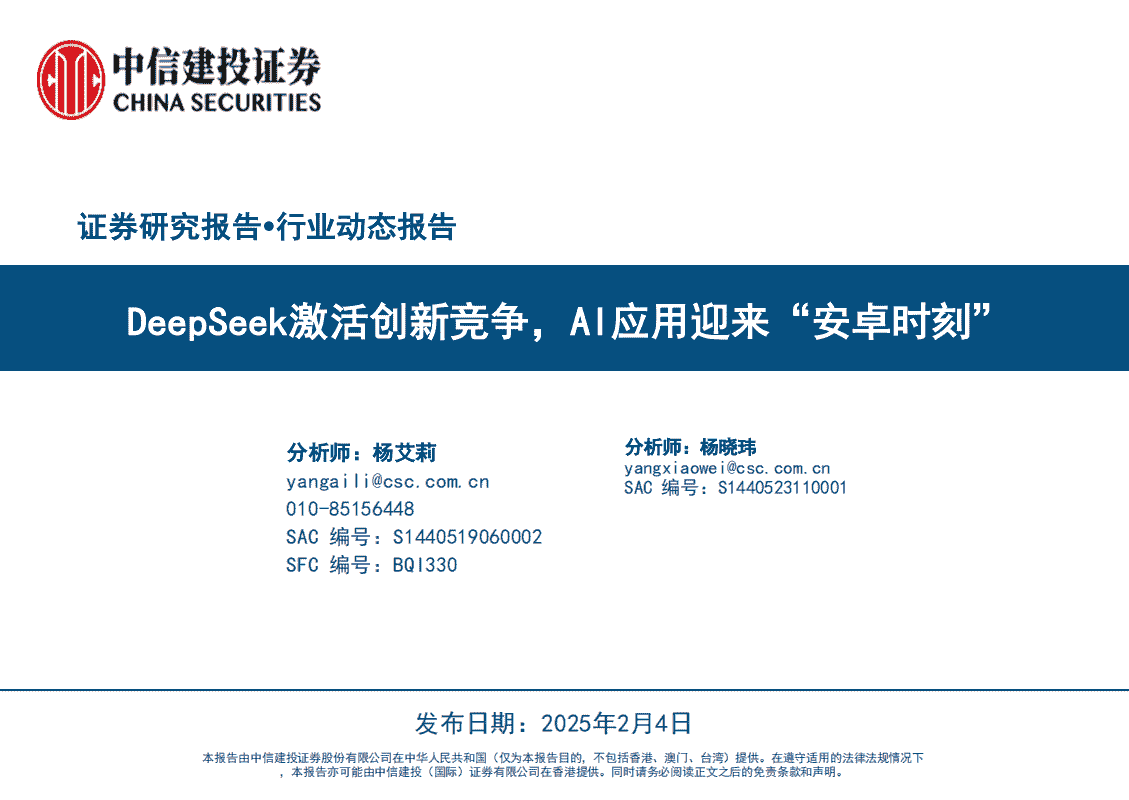 中信建投证券
CHINA SECURITIES
证券研究报告•行业动态报告
DeepSeek激活创新竞争，AI应用迎来“安卓时刻”
分析师：杨艾莉
yangaili@csc.com.cn
010-85156448
SAC 编号：S1440519060002
SFC 编号：BQI330
分析师：杨晓玮
yangxiaowei@csc.com.cn
SAC 编号：S1440523110001
发布日期：2025年2月4日
本报告由中信建投证券股份有限公司在中华人民共和国（仅为本报告目的，不包括香港、澳门、台湾）提供。在遵守适用的法律法规情况下
，本报告亦可能由中信建投（国际）证券有限公司在香港提供。同时请务必阅读正文之后的免责条款和声明。